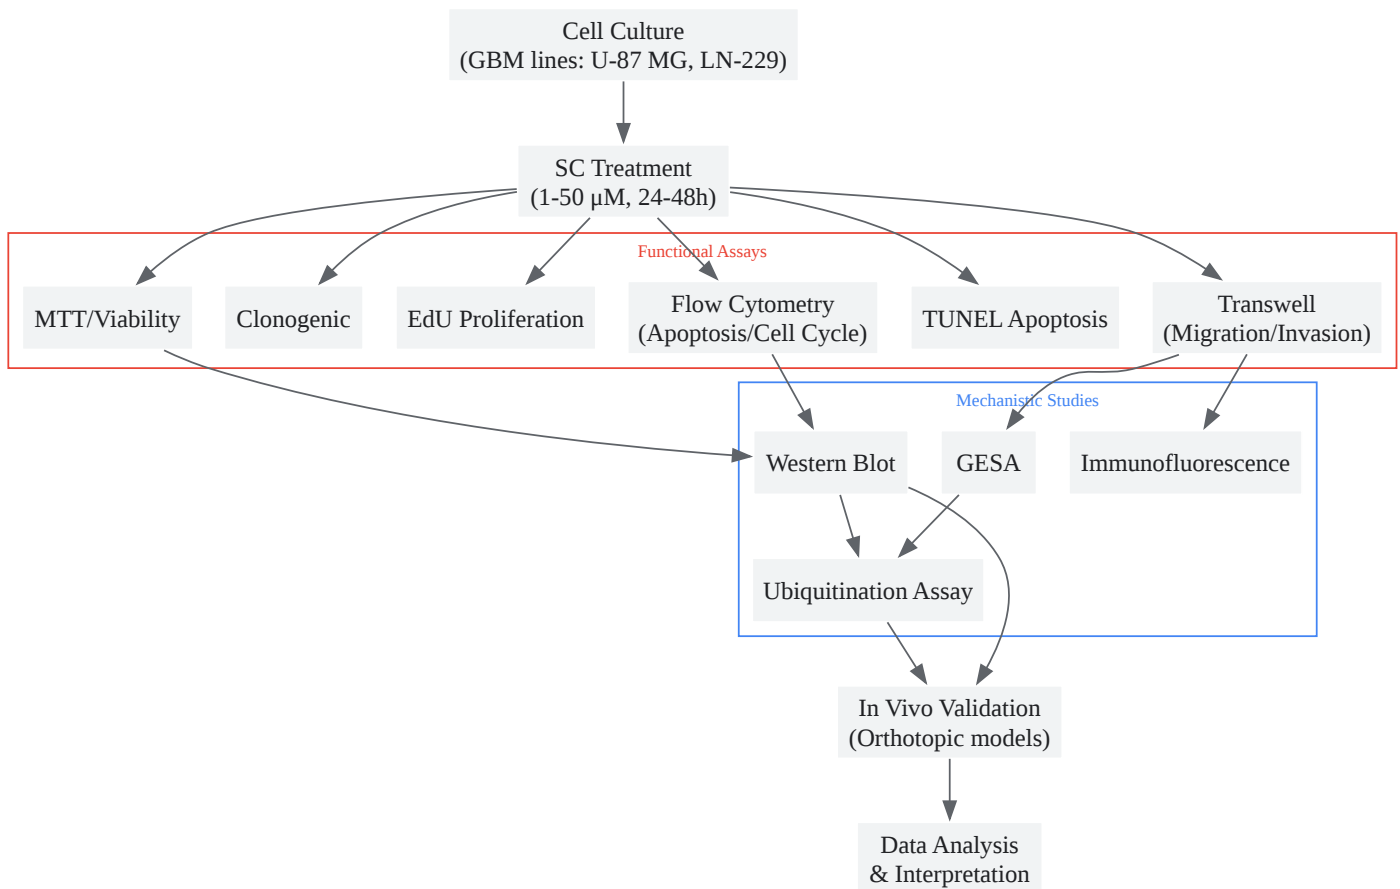 Cell Culture
(GBM lines: U-87 MG, LN-229)
SC Treatment
(1-50 μM, 24-48h)
Functional Assays
MTT/Viability
Clonogenic
EdU Proliferation
Flow Cytometry
(Apoptosis/Cell Cycle)
TUNEL Apoptosis
Transwell
(Migration/Invasion)
Mechanistic Studies
Western Blot
GESA
Immunofluorescence
Ubiquitination Assay
In Vivo Validation
(Orthotopic models)
Data Analysis
& Interpretation